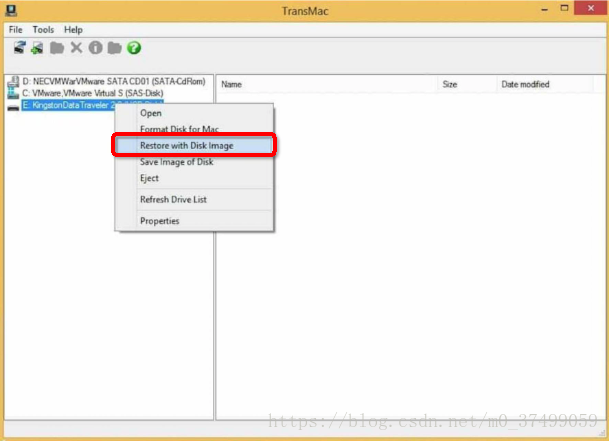 TransMac
File Tools Help
D: NECVMWarVMware SATA CD01 (SATA-CdRom)
C: VMware,VMware Virtual S (SAS-Disk)
E: KingstonDataTraveler
Name Size Date modified
Open
Format Disk for Mac
Restore with Disk Image
Save Image of Disk
Eject
Refresh Drive List
Properties
https://blog.csdn.net/m0_37499059